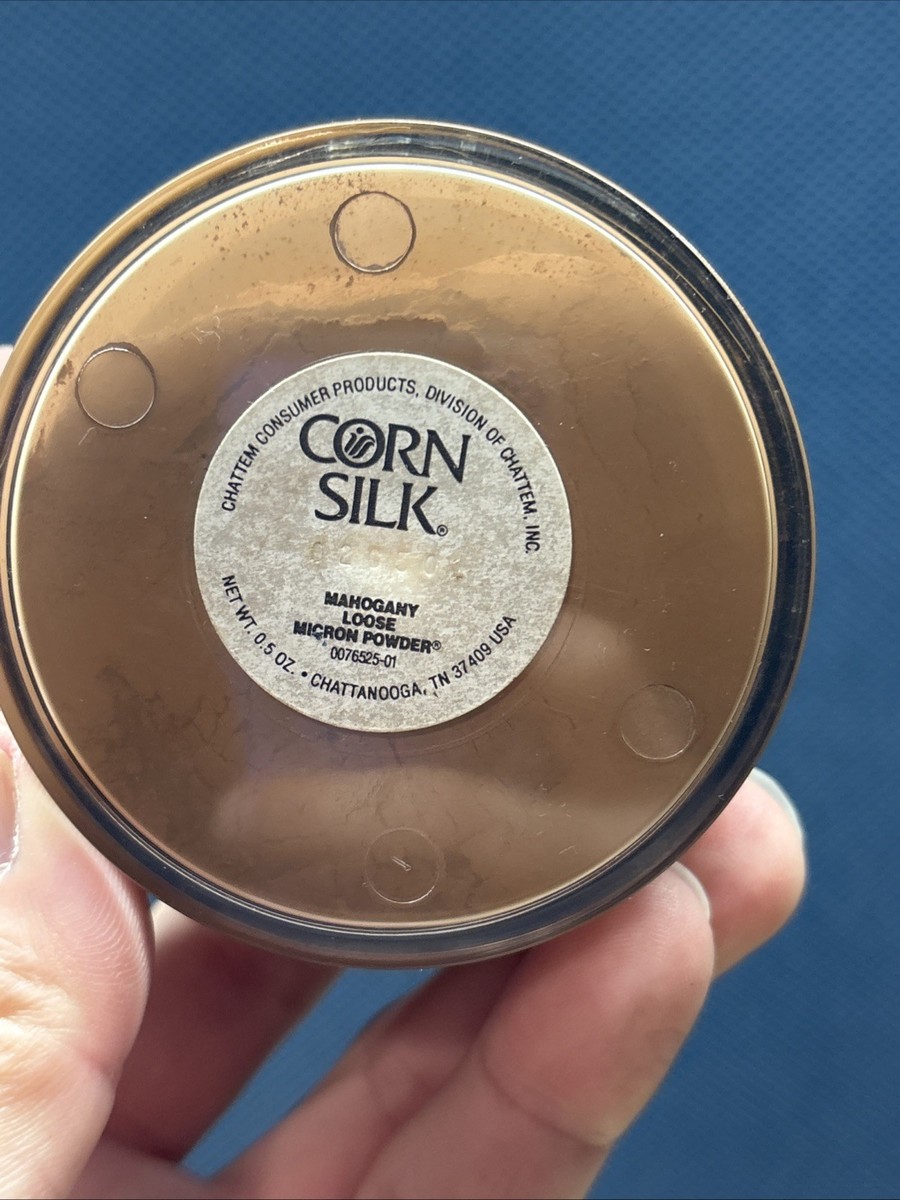 CHATTEM CONSUMER PRODUCTS, DIVISION OF CHATTEM, INC.
CORN
SILK®
MAHOGANY
LOOSE
MICRON POWDER®
0076525-01
NET WT. 0.5 OZ. • CHATTANOOGA, TN 37409 USA